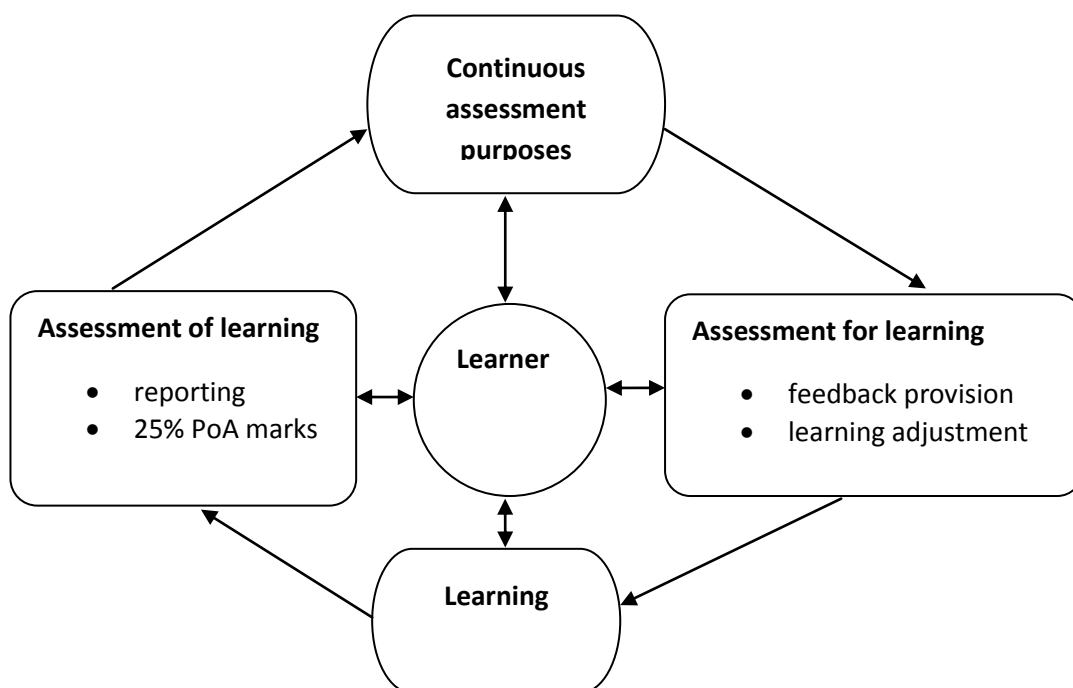 Continuous
assessment
purposes
Assessment of learning
• reporting
• 25% PoA marks
Learner
Assessment for learning
• feedback provision
• learning adjustment
Learning